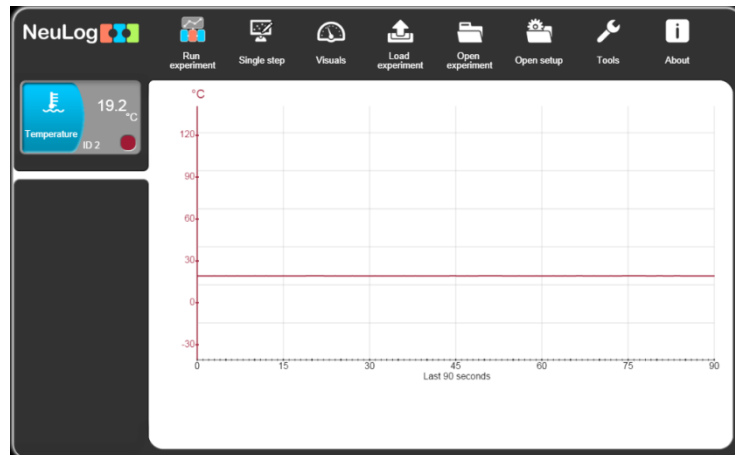 NeuLog
Run
experiment
Single step
Visuals
Load
experiment
Open
experiment
Open setup
Tools
About
Temperature
19.2
°C
ID 2
°C
120
90
60
30
0
-30
0 15 30 45 60 75 90
Last 90 seconds